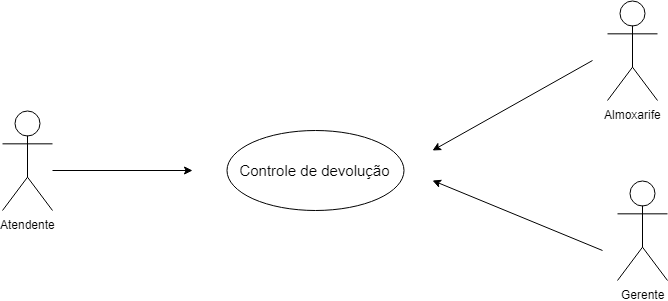 Almoxarife
Controle de devolução
Atendente
Gerente